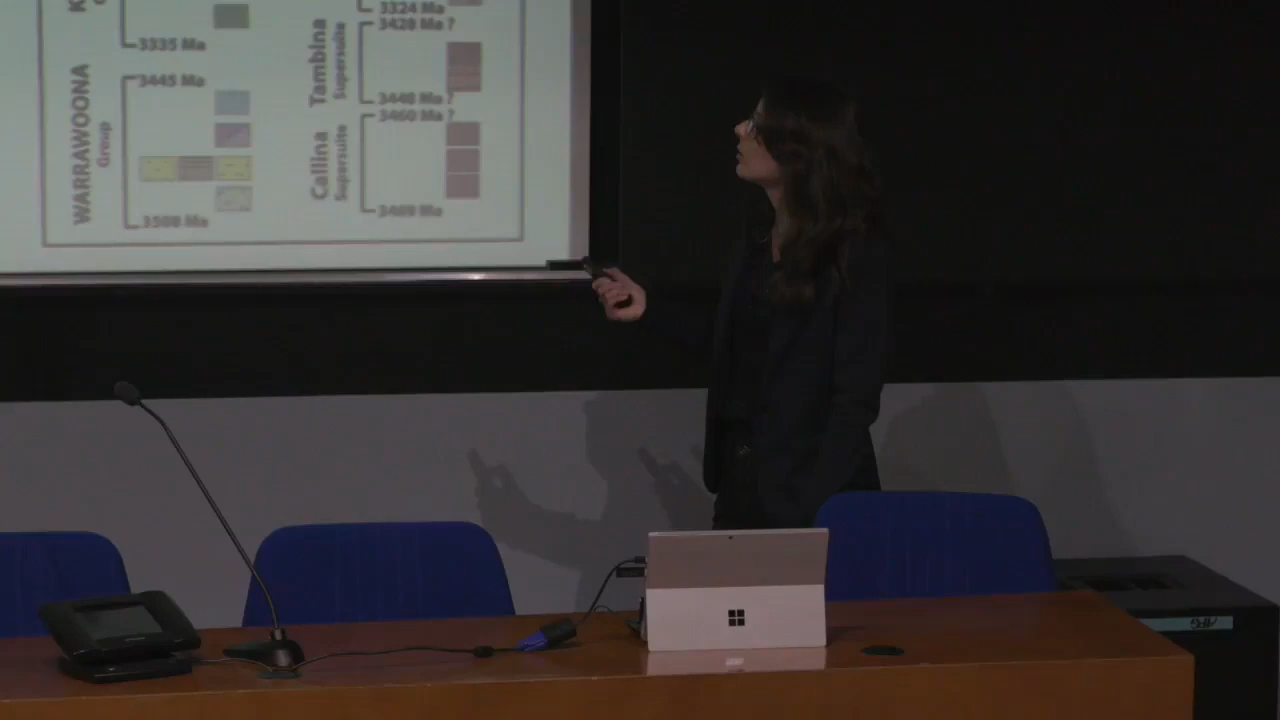 3335 Ma
WARRAWOONA
Group
3445 Ma
3508 Ma
3324 Ma
3428 Ma ?
Tambina
Supersuite
3448 Ma ?
3460 Ma ?
Callina
Supersuite
3469 Ma